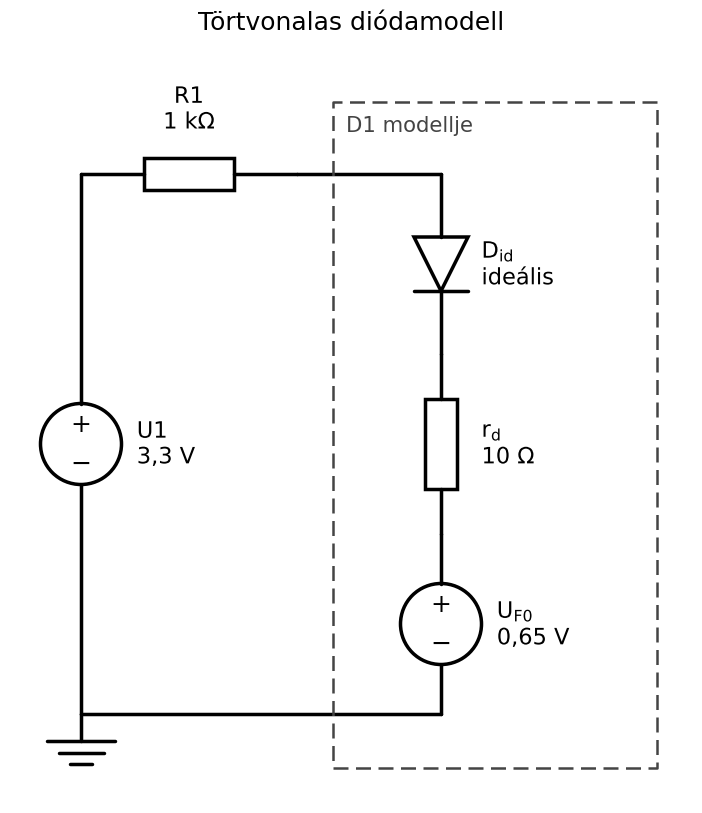 Törtvonalas diódamodell
R1
1 kΩ
D1 modellje
D_id
ideális
+
−
U1
3,3 V
r_d
10 Ω
+
−
U_F0
0,65 V